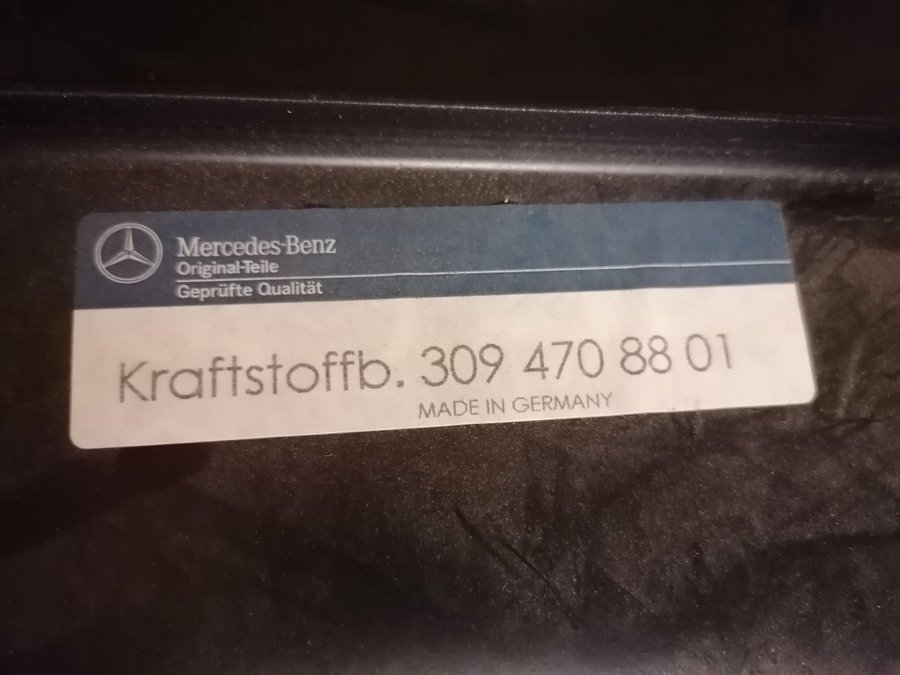 Mercedes-Benz
Original-Teile
Geprüfte Qualität
Kraftstoffb. 309 470 88 01
MADE IN GERMANY